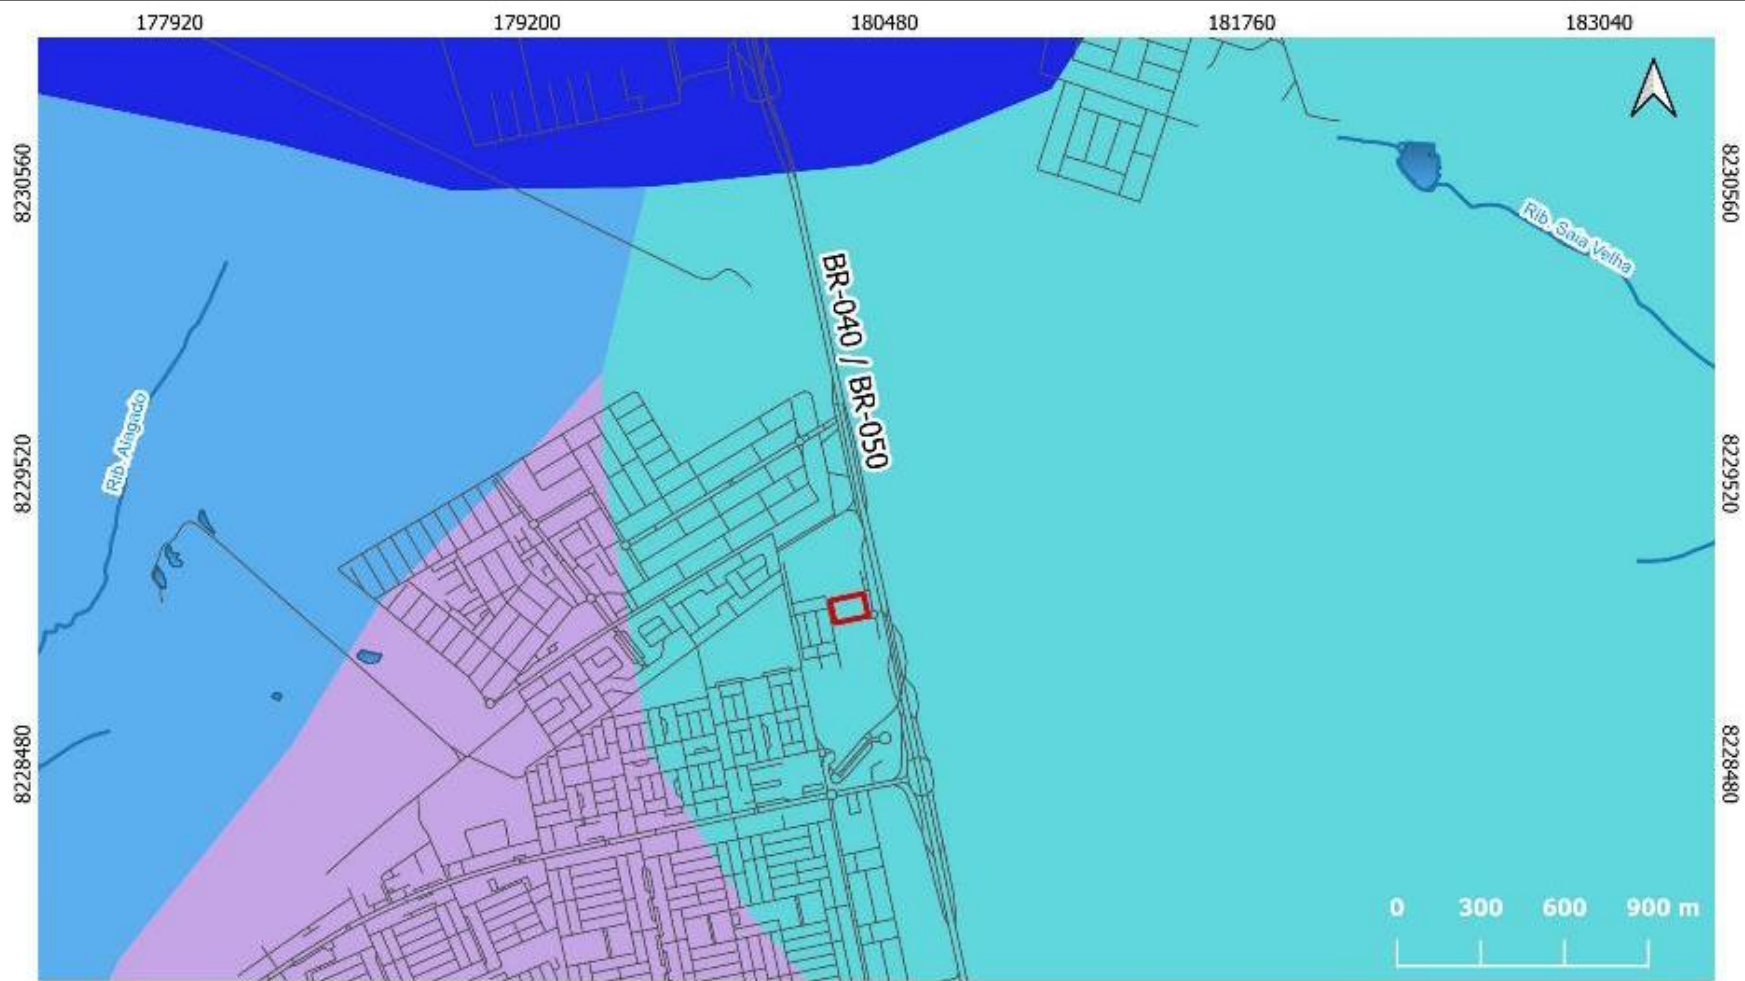 177920 179200 180480 181760 183040
8230560 8230560
Rib. Saia Velha
BR-040 / BR-050
Rib. Alagado
8229520 8229520
8228480 8228480
0 300 600 900 m